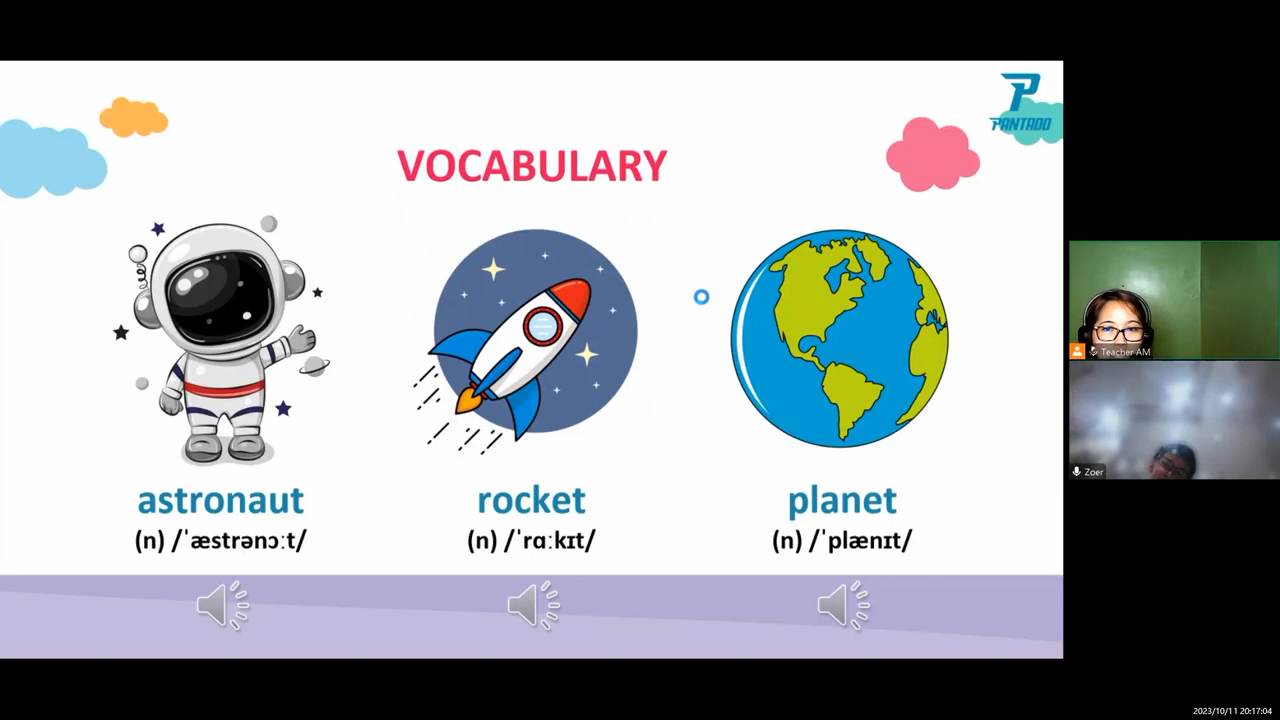 PANTADO
VOCABULARY
astronaut
(n) /ˈæstrənɔːt/
rocket
(n) /ˈrɑːkɪt/
planet
(n) /ˈplænɪt/
Teacher AM
Zoer
2023/10/11 20:17:04